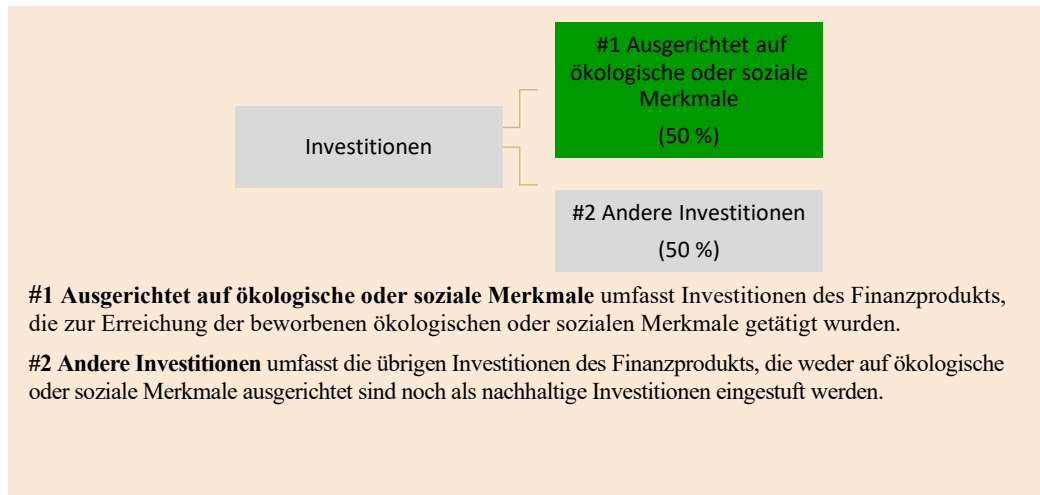 #1 Ausgerichtet auf
ökologische oder soziale
Merkmale
(50 %)
Investitionen
#2 Andere Investitionen
(50 %)
#1 Ausgerichtet auf ökologische oder soziale Merkmale umfasst Investitionen des Finanzprodukts,
die zur Erreichung der beworbenen ökologischen oder sozialen Merkmale getätigt wurden.
#2 Andere Investitionen umfasst die übrigen Investitionen des Finanzprodukts, die weder auf ökologische
oder soziale Merkmale ausgerichtet sind noch als nachhaltige Investitionen eingestuft werden.